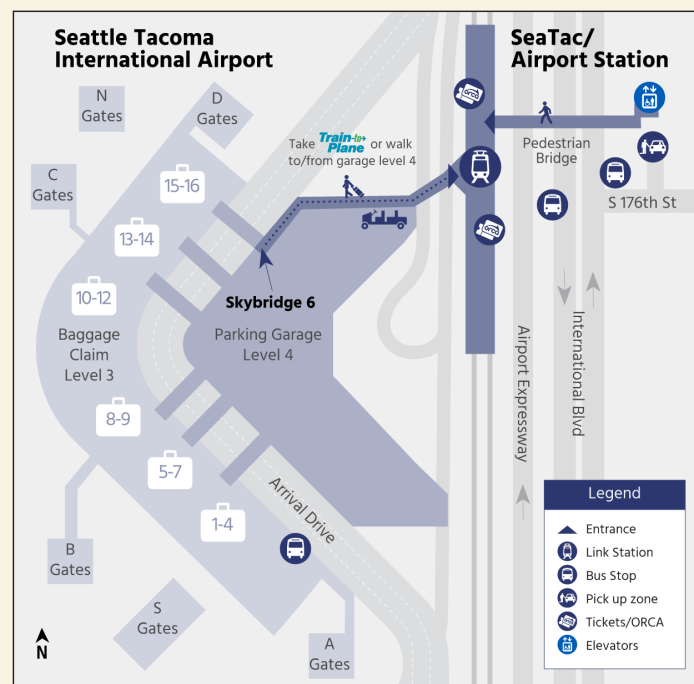 Seattle Tacoma
International Airport
SeaTac/
Airport Station
N
Gates
D
Gates
orca
Take Train-to-Plane or walk
to/from garage level 4
Pedestrian
Bridge
C
Gates
15-16
S 176th St
13-14
orca
10-12
Skybridge 6
Baggage
Claim
Level 3
Parking Garage
Level 4
Airport Expressway
International Blvd
8-9
5-7
1-4
Arrival Drive
B
Gates
S
Gates
A
Gates
N
Legend
Entrance
Link Station
Bus Stop
Pick up zone
Tickets/ORCA
Elevators